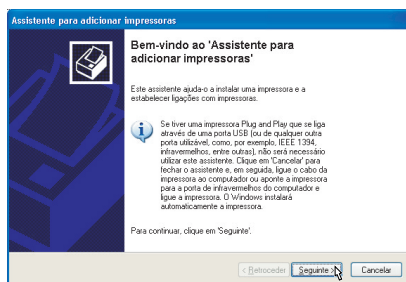 Assistente para adicionar impressoras
Bem-vindo ao 'Assistente para
adicionar impressoras'
Este assistente ajuda-o a instalar uma impressora e a
estabelecer ligações com impressoras.
Se tiver uma impressora Plug and Play que se liga
através de uma porta USB (ou de qualquer outra
porta utilizável, como, por exemplo, IEEE 1394,
infravermelhos, entre outras), não será necessário
utilizar este assistente. Clique em 'Cancelar' para
fechar o assistente e, em seguida, ligue o cabo da
impressora ao computador ou aponte a impressora
para a porta de infravermelhos do computador e
ligue a impressora. O Windows instalará
automaticamente a impressora.
Para continuar, clique em 'Seguinte'.
< Retroceder Seguinte > Cancelar